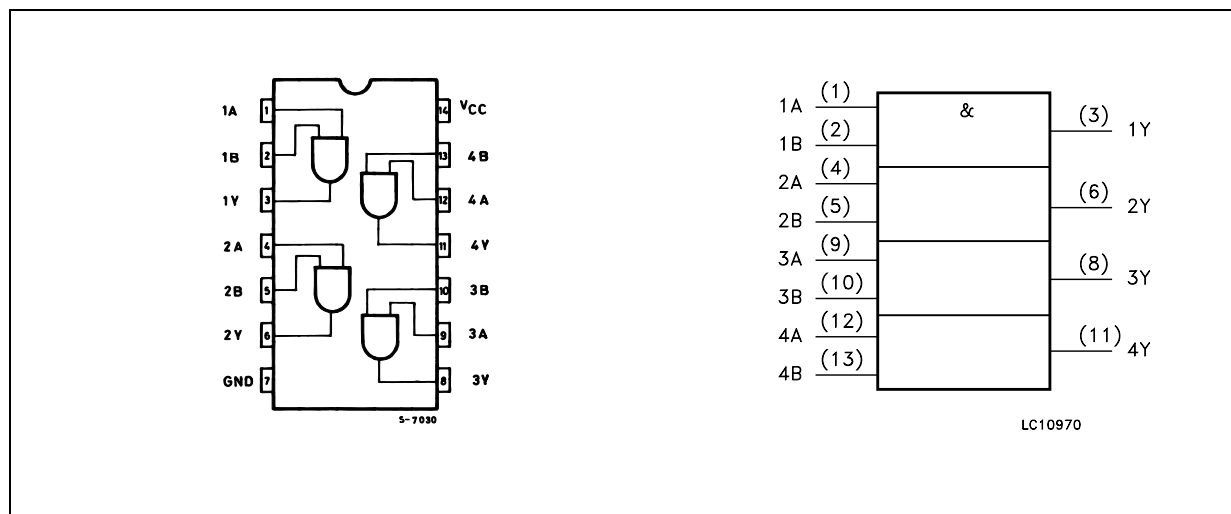 1A 1 14 VCC
1B 2 13 4B
1Y 3 12 4A
2A 4 11 4Y
2B 5 10 3B
2Y 6 9 3A
GND 7 8 3Y
S-7030
&
1A (1)
1B (2)
2A (4)
2B (5)
3A (9)
3B (10)
4A (12)
4B (13)
(3) 1Y
(6) 2Y
(8) 3Y
(11) 4Y
LC10970